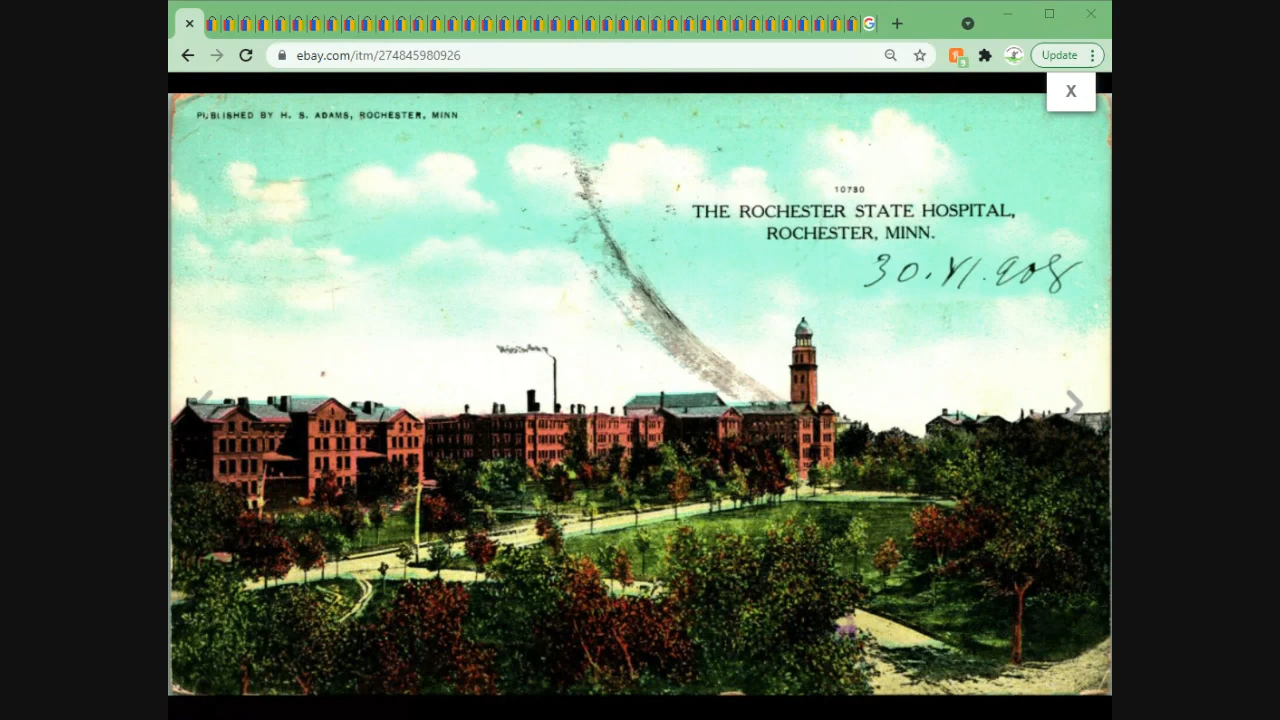 ebay.com/itm/274845980926
Update
X
PUBLISHED BY H. S. ADAMS, ROCHESTER, MINN
10780
THE ROCHESTER STATE HOSPITAL,
ROCHESTER, MINN.
30.VI.908